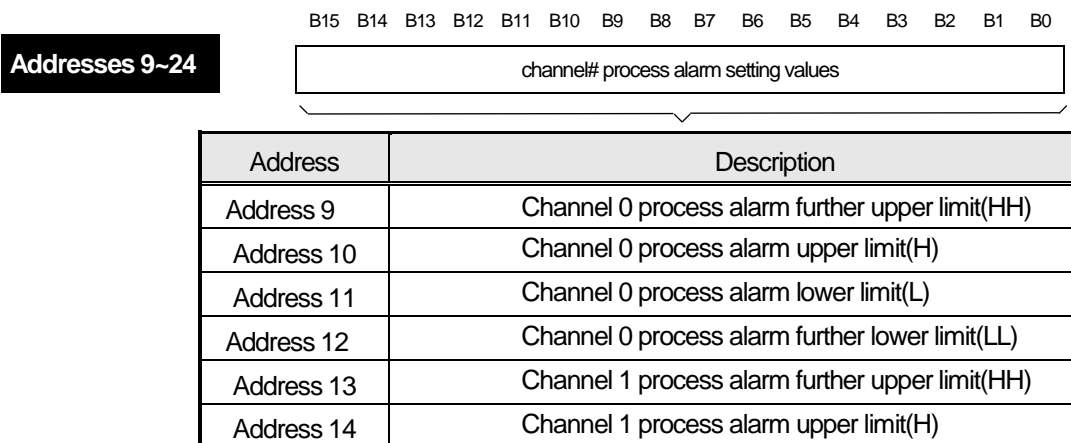 B15 B14 B13 B12 B11 B10 B9 B8 B7 B6 B5 B4 B3 B2 B1 B0
Addresses 9~24
channel# process alarm setting values
Address Description
Address 9 Channel 0 process alarm further upper limit(HH)
Address 10 Channel 0 process alarm upper limit(H)
Address 11 Channel 0 process alarm lower limit(L)
Address 12 Channel 0 process alarm further lower limit(LL)
Address 13 Channel 1 process alarm further upper limit(HH)
Address 14 Channel 1 process alarm upper limit(H)